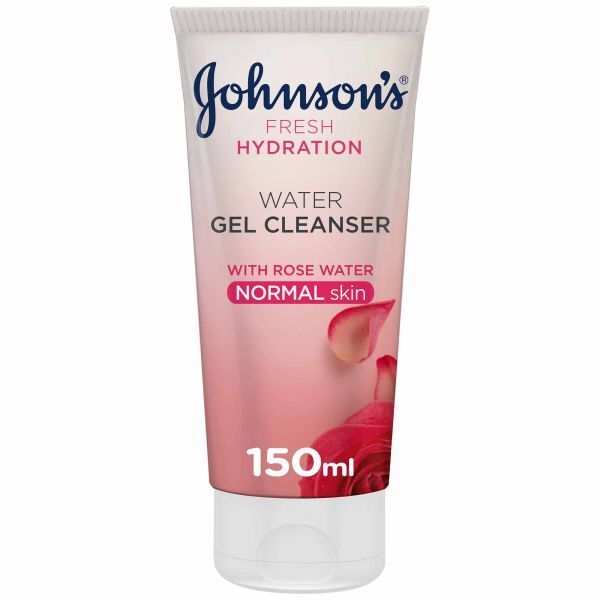 Johnson's®
FRESH
HYDRATION
WATER
GEL CLEANSER
WITH ROSE WATER
NORMAL skin
150ml